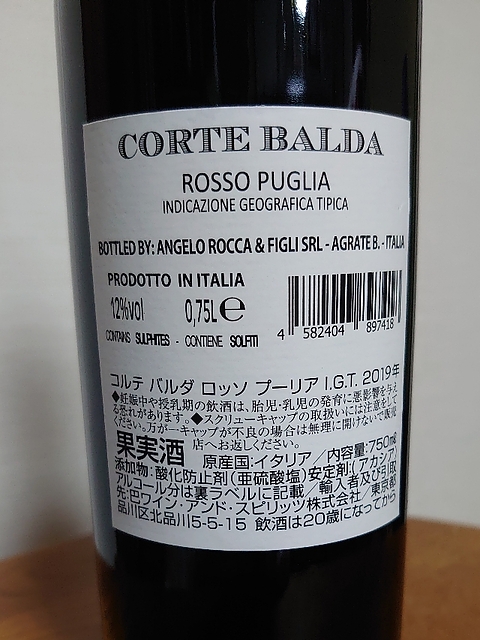 CORTE BALDA
ROSSO PUGLIA
INDICAZIONE GEOGRAFICA TIPICA
BOTTLED BY: ANGELO ROCCA & FIGLI SRL - AGRATE B. - ITALIA
PRODOTTO IN ITALIA
12%vol 0,75L℮
CONTAINS SULPHITES - CONTIENE SOLFITI
4 582404 897418
コルテ バルダ ロッソ プーリア I.G.T. 2019年
◆妊娠中や授乳期の飲酒は、胎児・乳児の発育に悪影響を与え
る恐れがあります。◆スクリューキャップの取扱いには注意をして
ください。万が一キャップが不良の場合は無理に開けないで販売
店へお返しください。
果実酒 原産国:イタリア/内容量:750㎖
添加物:酸化防止剤(亜硫酸塩)安定剤:(アカシア)
アルコール分は裏ラベルに記載/輸入者及び引取
先:巴ワイン・アンド・スピリッツ株式会社/東京都
品川区北品川5-5-15 飲酒は20歳になってから